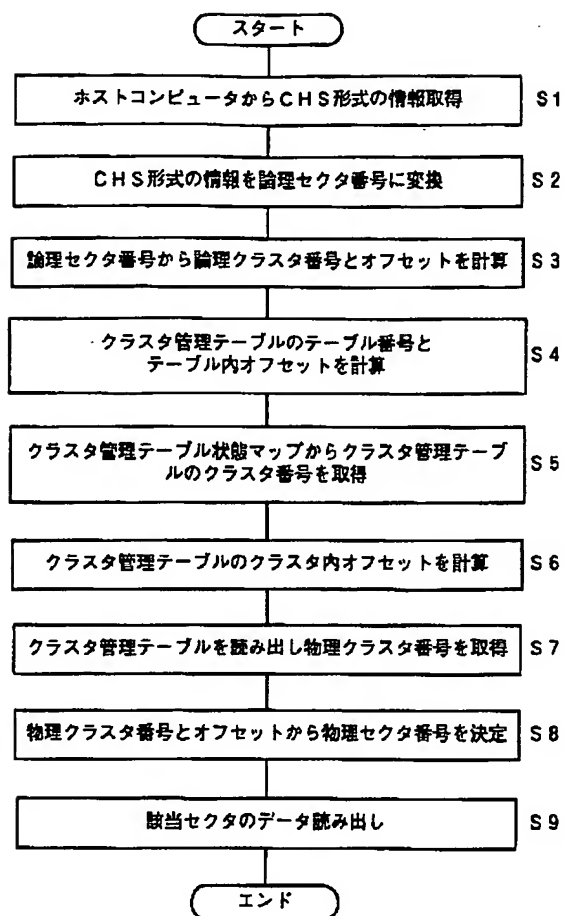 スタート
ホストコンピュータからCHS形式の情報取得 S1
CHS形式の情報を論理セクタ番号に変換 S2
論理セクタ番号から論理クラスタ番号とオフセットを計算 S3
クラスタ管理テーブルのテーブル番号と
テーブル内オフセットを計算 S4
クラスタ管理テーブル状態マップからクラスタ管理テーブ
ルのクラスタ番号を取得 S5
クラスタ管理テーブルのクラスタ内オフセットを計算 S6
クラスタ管理テーブルを読み出し物理クラスタ番号を取得 S7
物理クラスタ番号とオフセットから物理セクタ番号を決定 S8
該当セクタのデータ読み出し S9
エンド